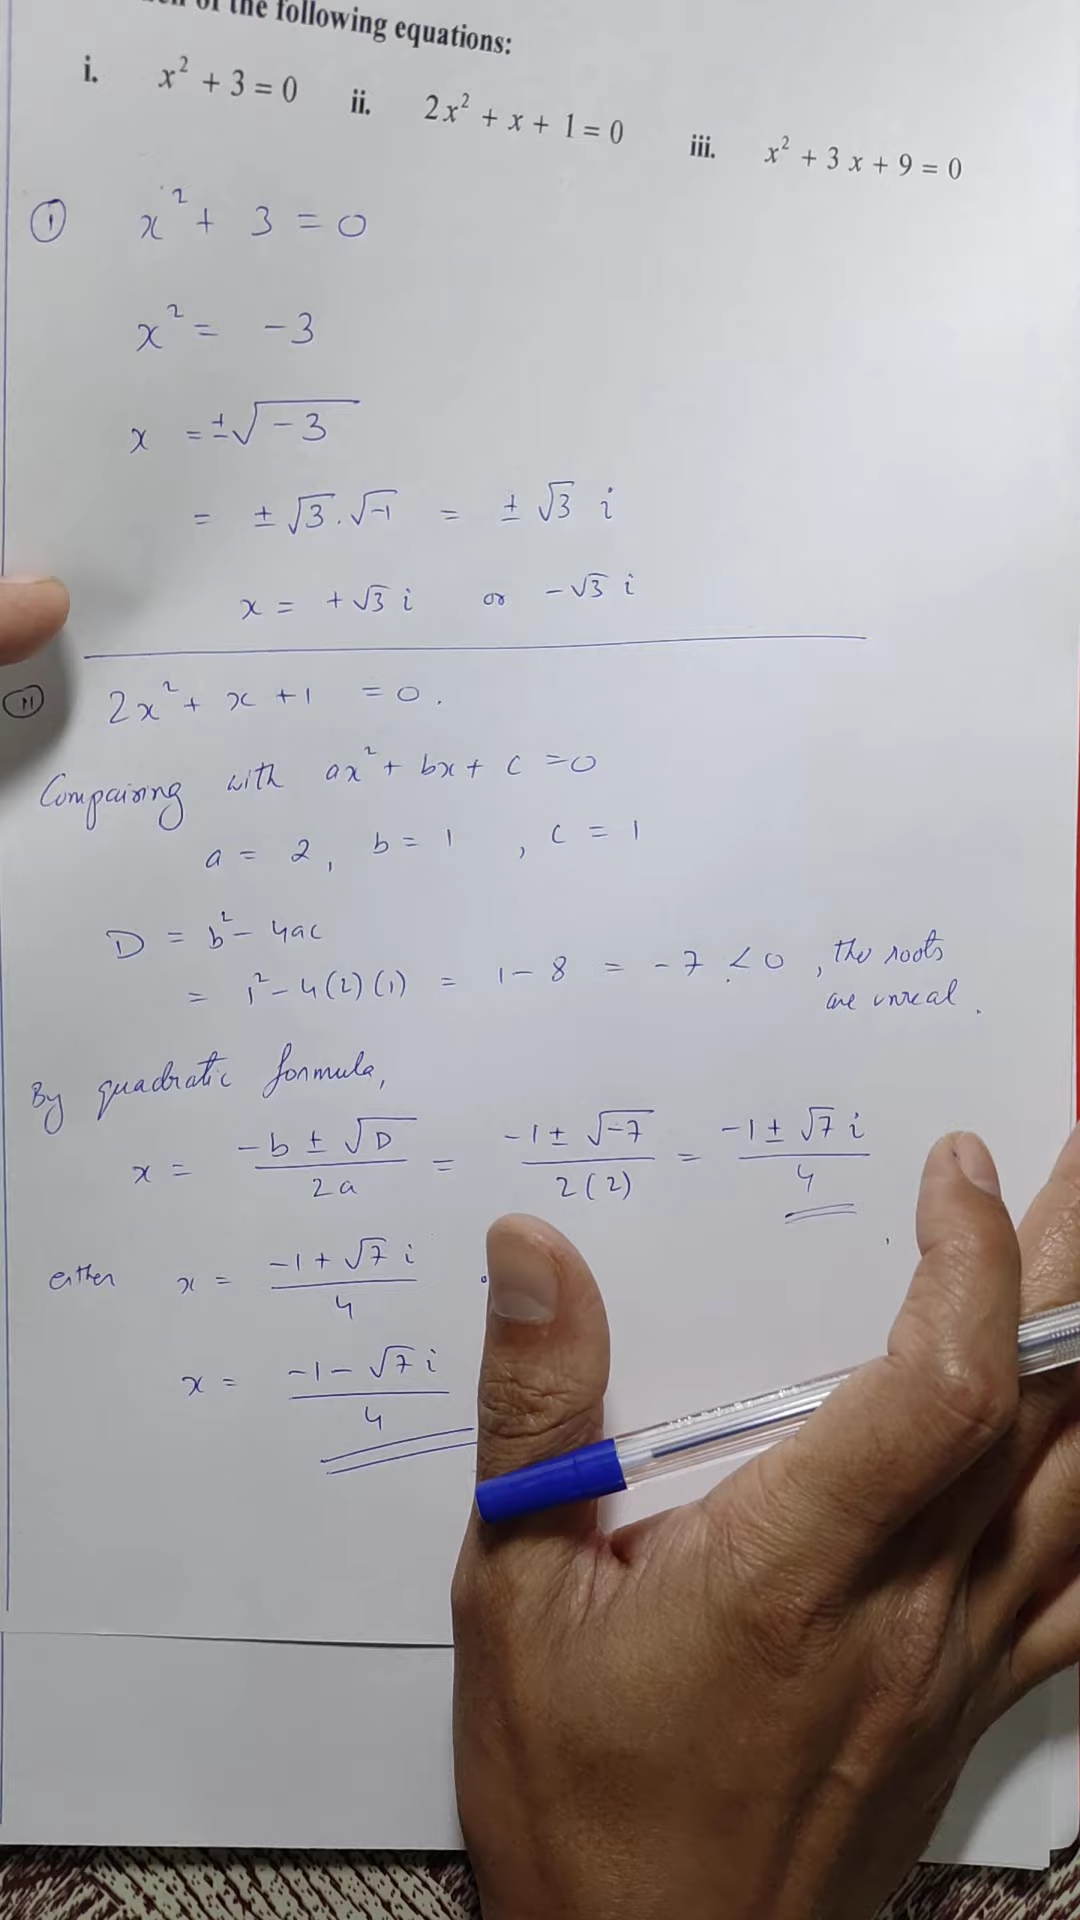 of the following equations:
i. x² + 3 = 0 ii. 2x² + x + 1 = 0 iii. x² + 3 x + 9 = 0
① x² + 3 = 0
x² = -3
x = ±√-3
= ±√3.√-1 = ±√3 i
x = +√3 i or -√3 i
ii 2x² + x + 1 = 0.
Compairing with ax² + bx + c = 0
a = 2, b = 1, c = 1
D = b² - 4ac
= 1² - 4(2)(1) = 1 - 8 = -7 < 0, the roots
are unreal.
By quadratic formula,
x = (-b ± √D)/2a = (-1 ± √-7)/2(2) = (-1 ± √7 i)/4
either x = (-1 + √7 i)/4
x = (-1 - √7 i)/4